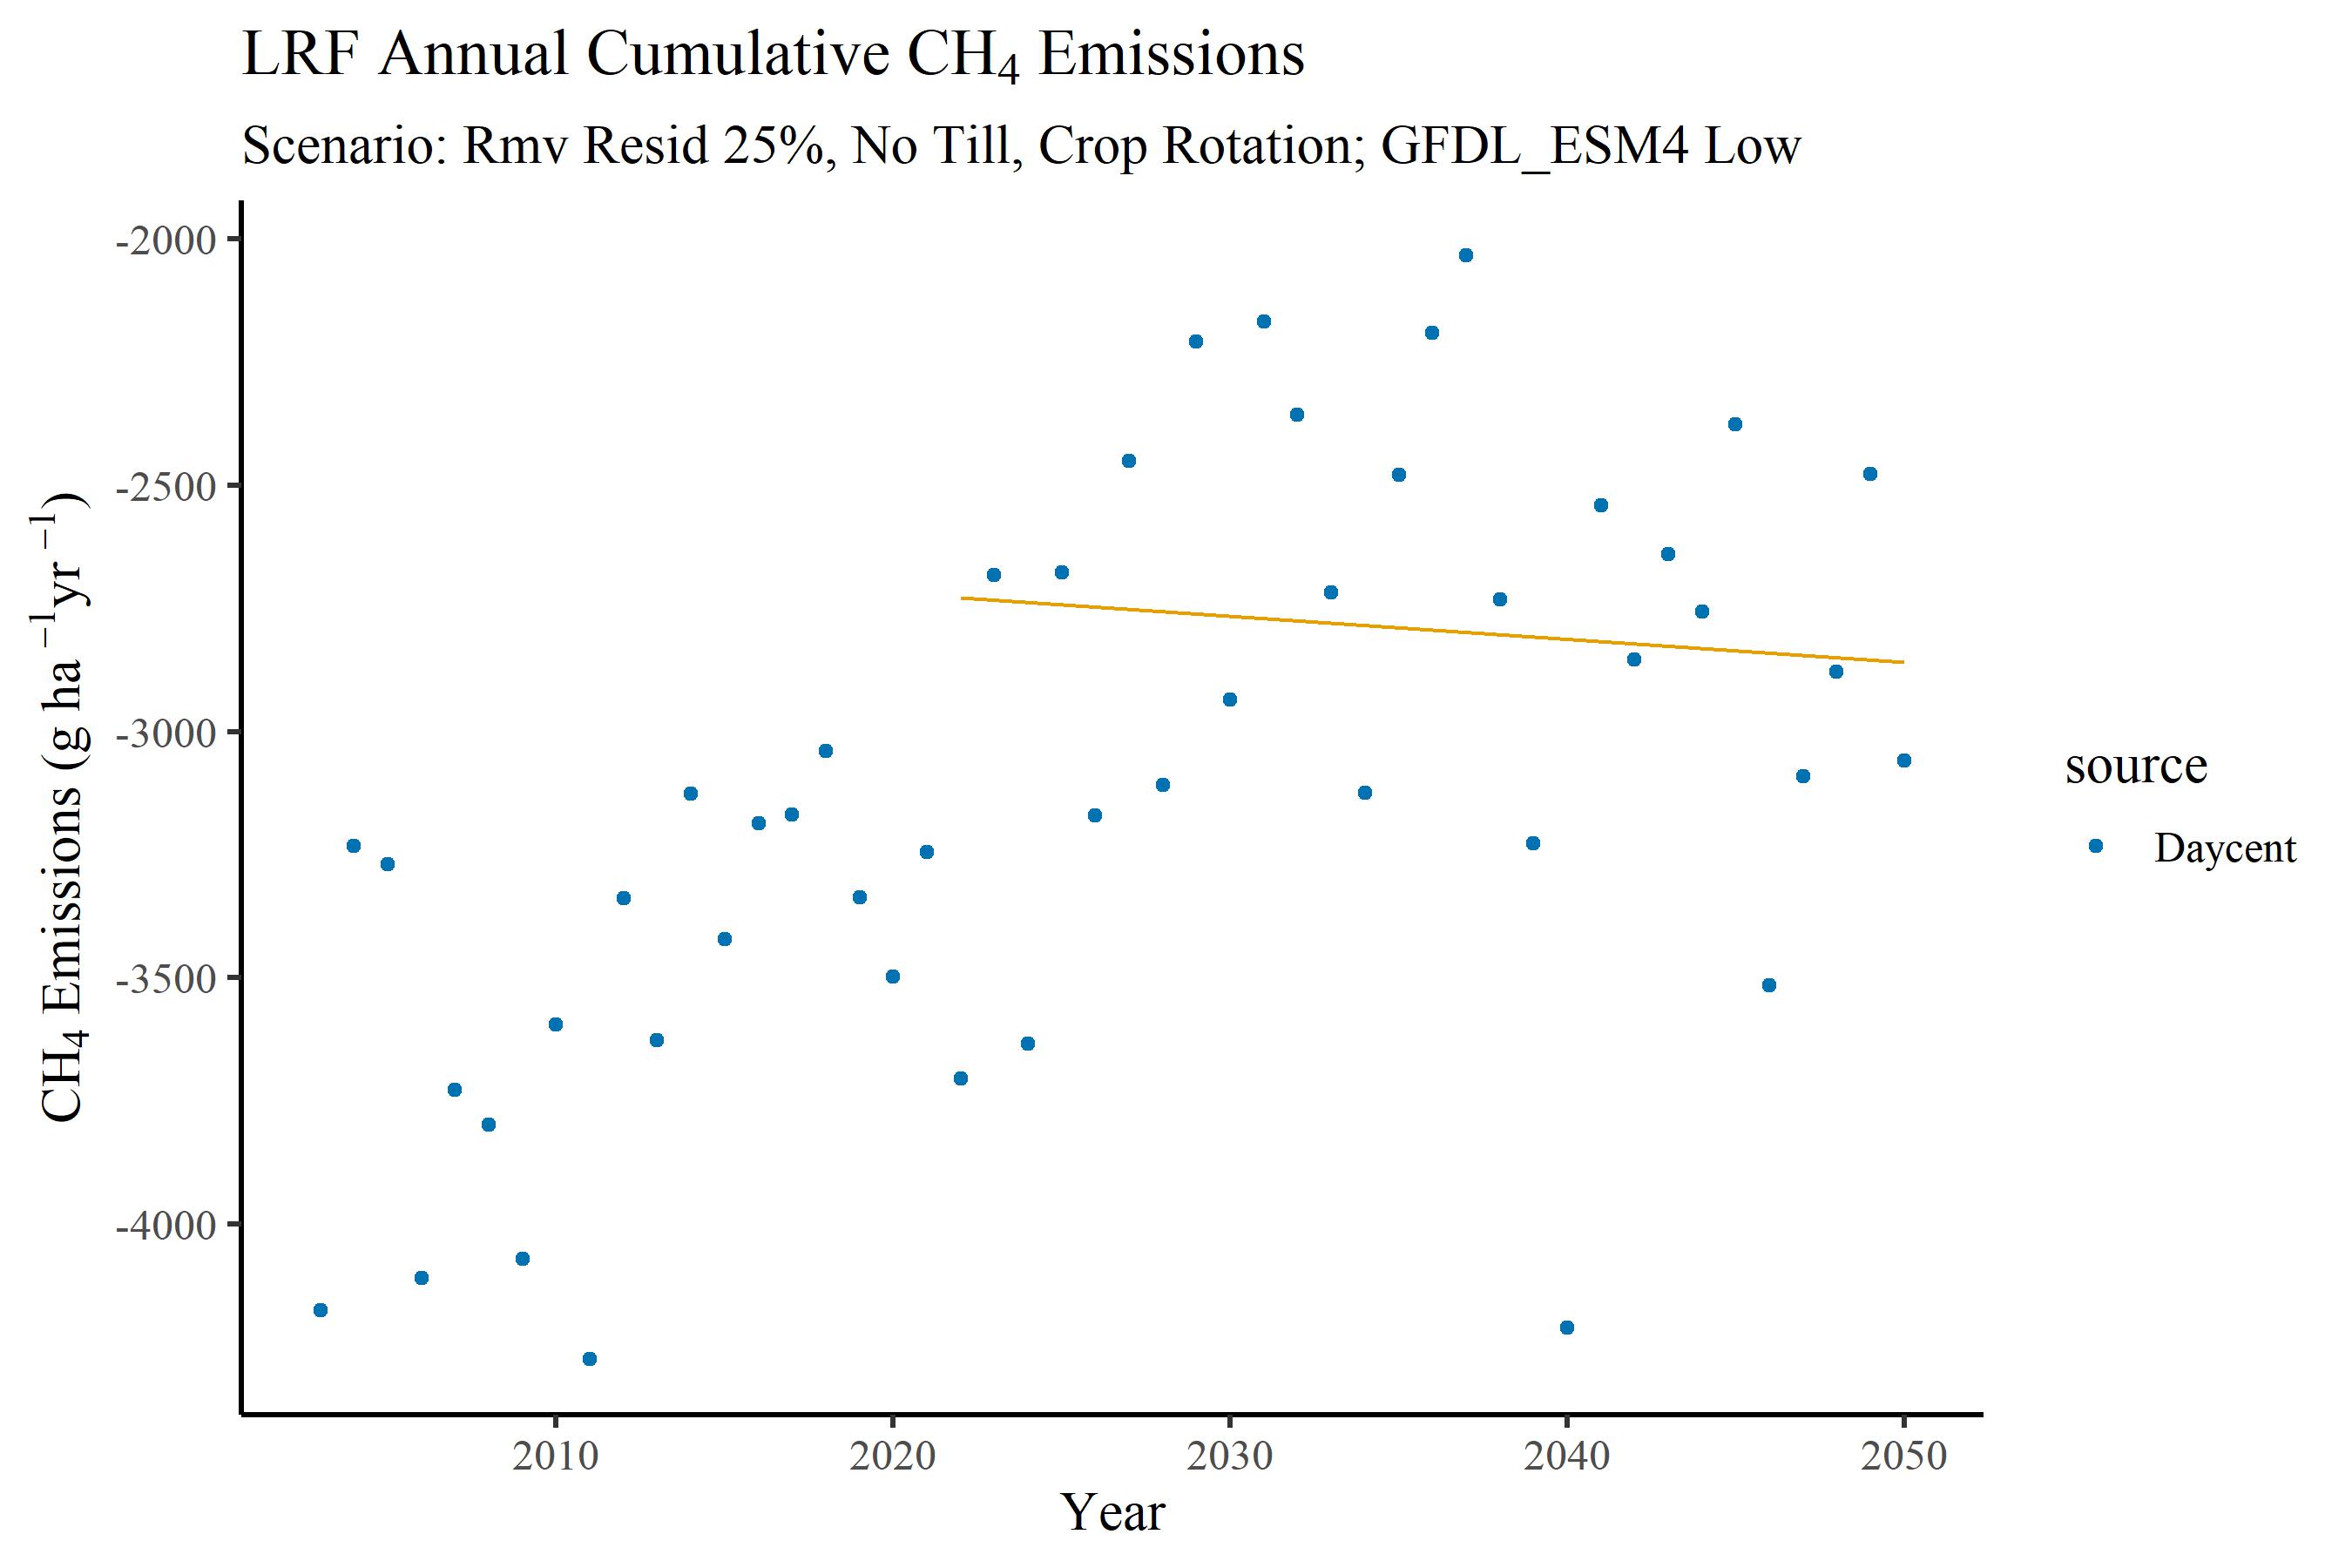 LRF Annual Cumulative CH₄ Emissions
Scenario: Rmv Resid 25%, No Till, Crop Rotation; GFDL_ESM4 Low
CH₄ Emissions (g ha ⁻¹yr ⁻¹)
-2000
-2500
-3000
-3500
-4000
2010 2020 2030 2040 2050
Year
source
Daycent